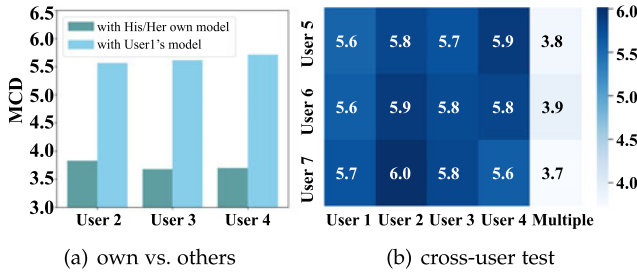 MCD
6.5
6.0
5.5
5.0
4.5
4.0
3.5
3.0
with His/Her own model
with User1's model
User 2 User 3 User 4
(a) own vs. others
User 5 5.6 5.8 5.7 5.9 3.8
User 6 5.6 5.9 5.8 5.8 3.9
User 7 5.7 6.0 5.8 5.6 3.7
User 1 User 2 User 3 User 4 Multiple
6.0
5.5
5.0
4.5
4.0
(b) cross-user test